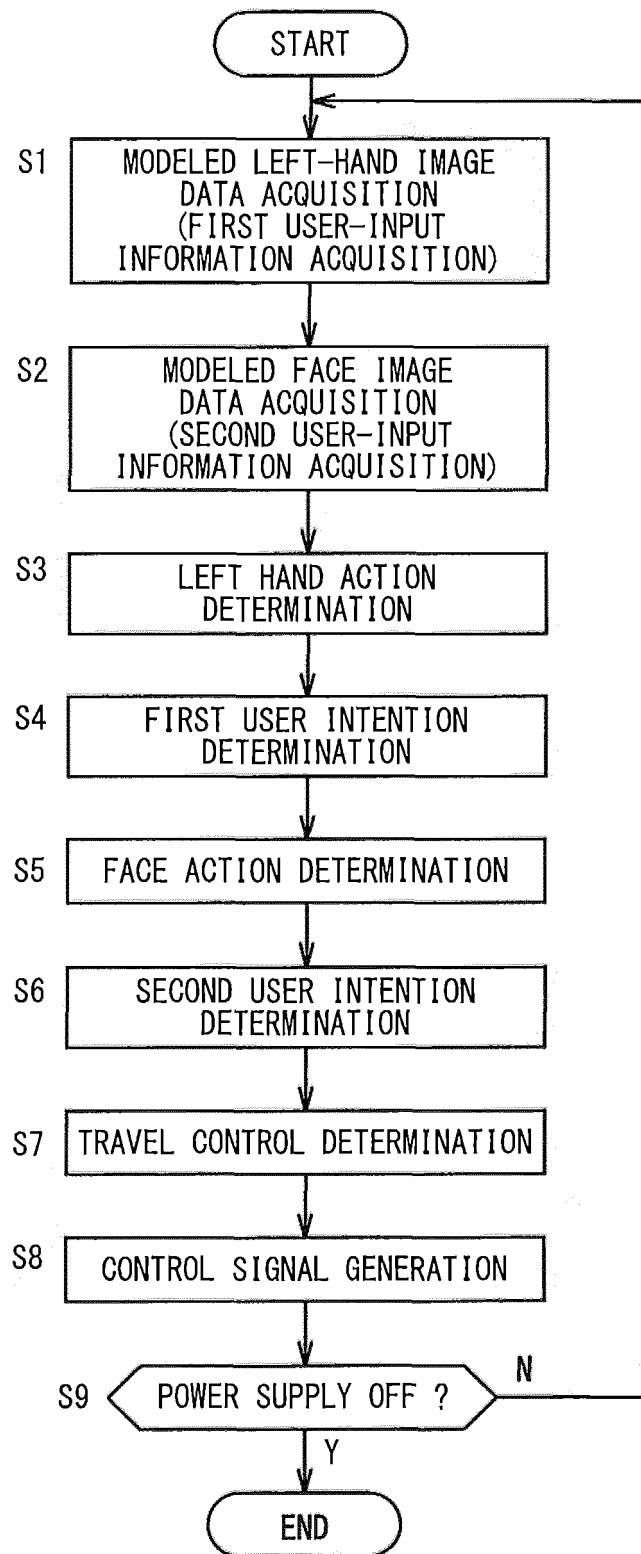 START
S1
MODELED LEFT-HAND IMAGE
DATA ACQUISITION
(FIRST USER-INPUT
INFORMATION ACQUISITION)
S2
MODELED FACE IMAGE
DATA ACQUISITION
(SECOND USER-INPUT
INFORMATION ACQUISITION)
S3
LEFT HAND ACTION
DETERMINATION
S4
FIRST USER INTENTION
DETERMINATION
S5
FACE ACTION DETERMINATION
S6
SECOND USER INTENTION
DETERMINATION
S7
TRAVEL CONTROL DETERMINATION
S8
CONTROL SIGNAL GENERATION
S9
POWER SUPPLY OFF ?
N
Y
END